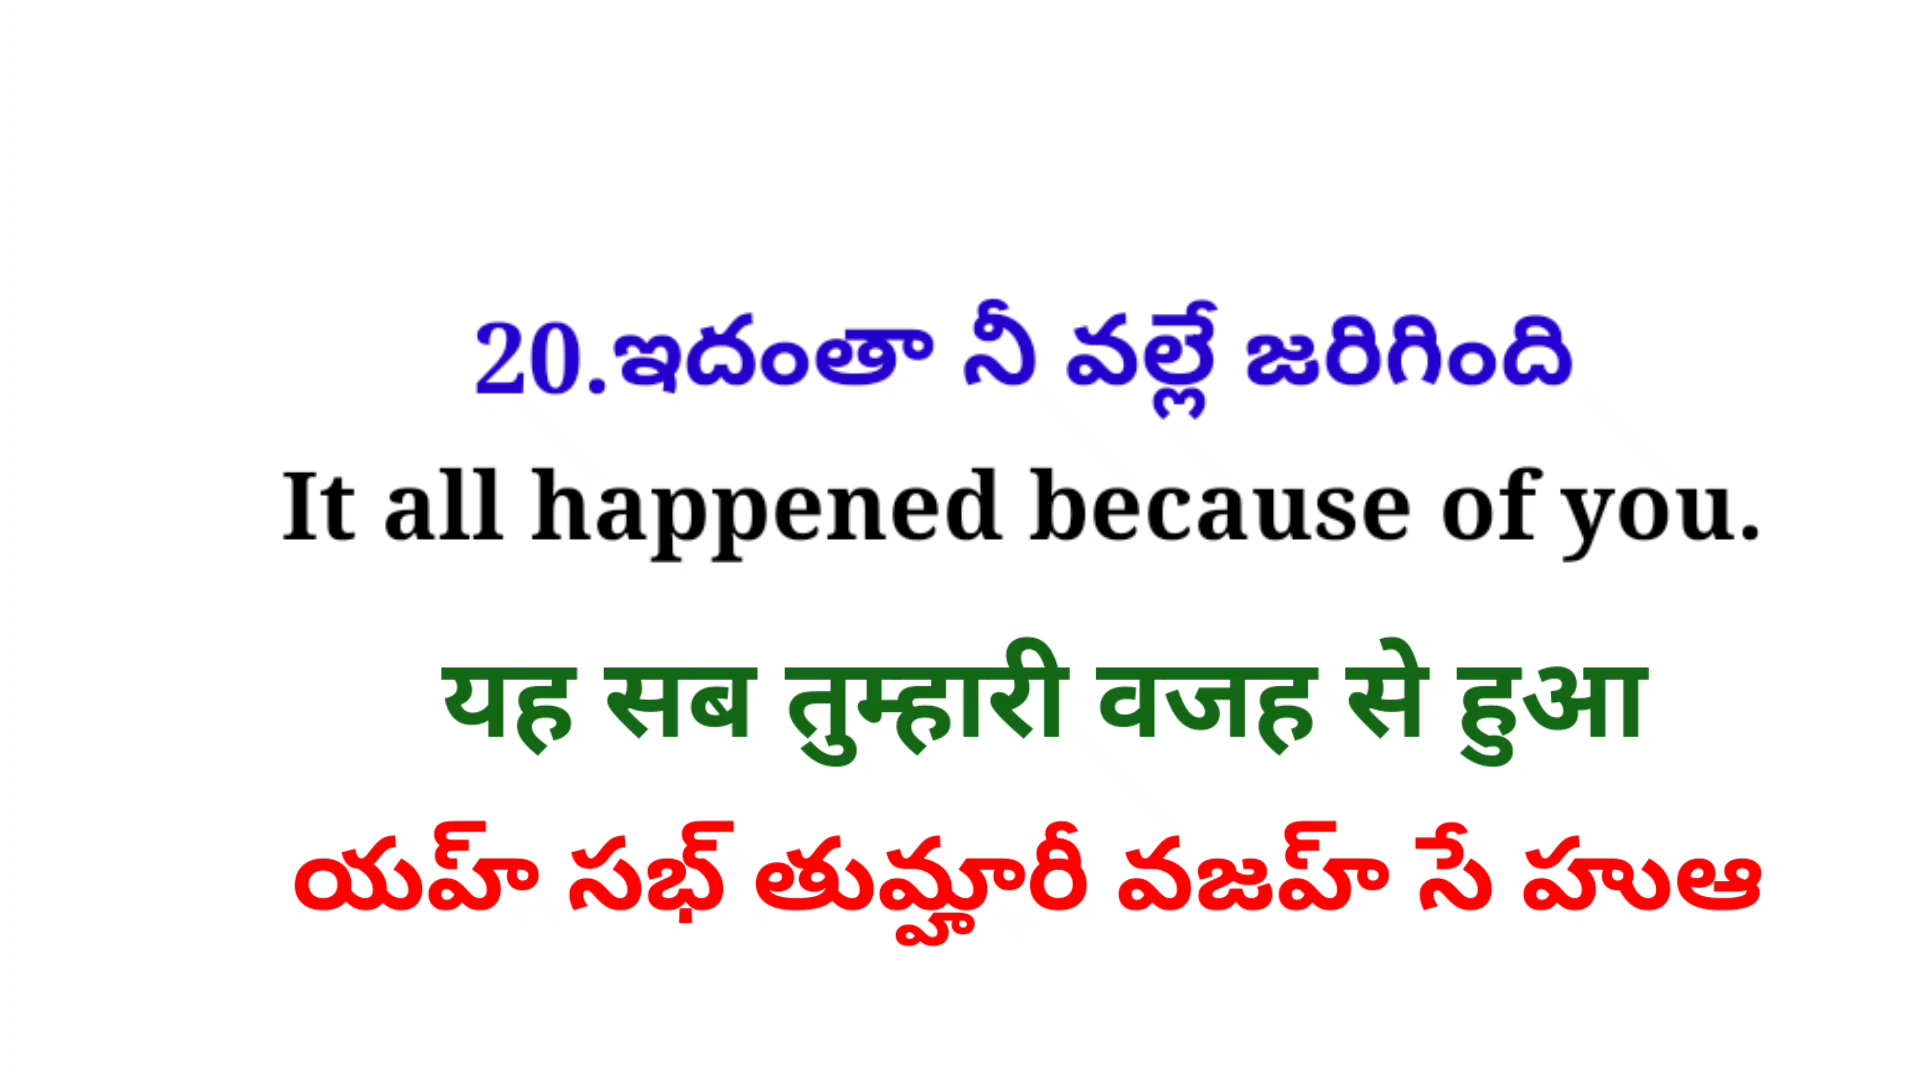 20.ఇదంతా నీ వల్లే జరిగింది
It all happened because of you.
यह सब तुम्हारी वजह से हुआ
యహ్ సభ్ తుమ్హారీ వజహ్ సే హుఆ